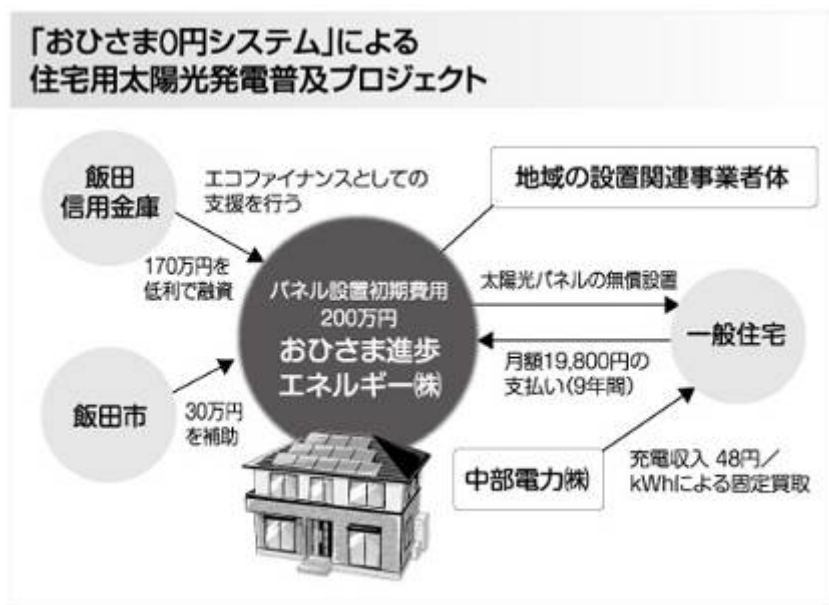 「おひさま0円システム」による
住宅用太陽光発電普及プロジェクト
飯田
信用金庫
エコファイナンスとしての
支援を行う
地域の設置関連事業者体
170万円を
低利で融資
パネル設置初期費用
200万円
おひさま進歩
エネルギー㈱
太陽光パネルの無償設置
一般住宅
月額19,800円の
支払い（9年間）
飯田市
30万円
を補助
中部電力㈱
充電収入 48円／
kWhによる固定買取